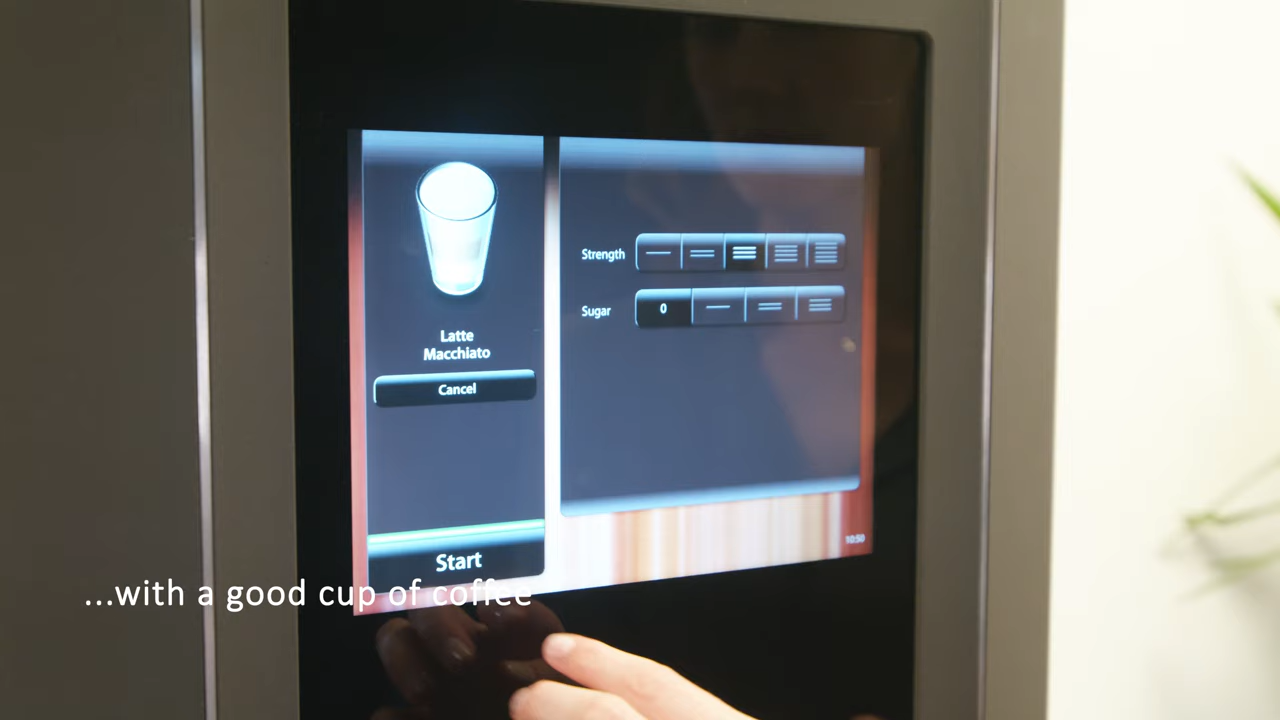 Latte
Macchiato
Cancel
Start
Strength
Sugar
0
10:50
...with a good cup of coffee